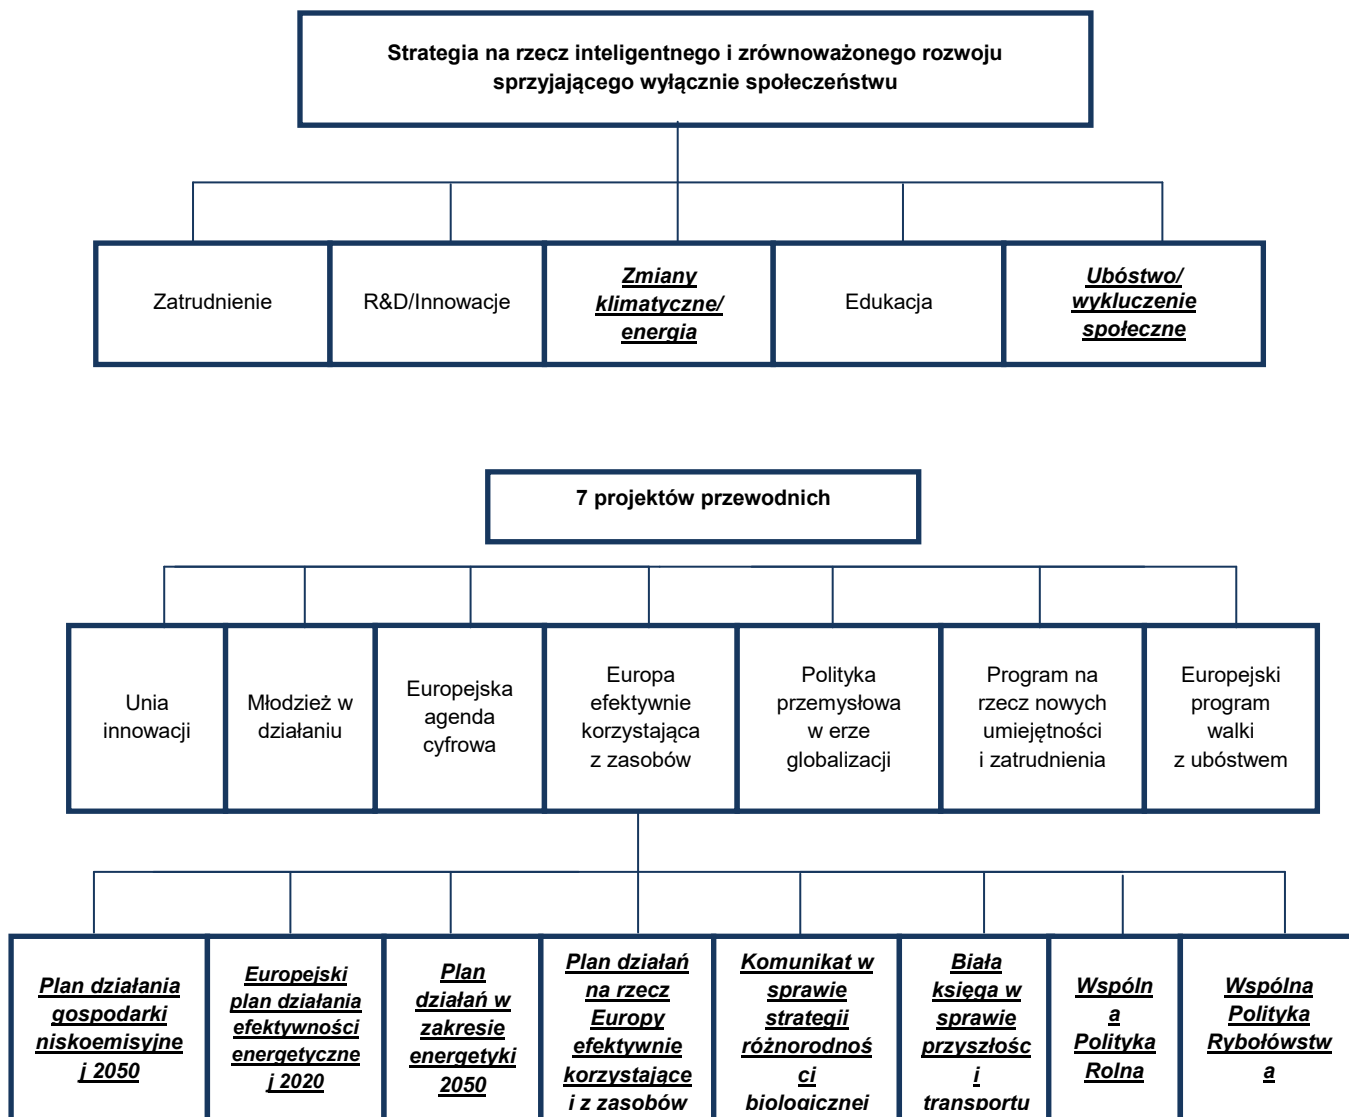 Strategia na rzecz inteligentnego i zrównoważonego rozwoju
sprzyjającego wyłącznie społeczeństwu
Zatrudnienie
R&D/Innowacje
Zmiany
klimatyczne/
energia
Edukacja
Ubóstwo/
wykluczenie
społeczne
7 projektów przewodnich
Unia
innowacji
Młodzież w
działaniu
Europejska
agenda
cyfrowa
Europa
efektywnie
korzystająca
z zasobów
Polityka
przemysłowa
w erze
globalizacji
Program na
rzecz nowych
umiejętności
i zatrudnienia
Europejski
program
walki
z ubóstwem
Plan działania
gospodarki
niskoemisyjne
j 2050
Europejski
plan działania
efektywności
energetyczne
j 2020
Plan
działań w
zakresie
energetyki
2050
Plan działań
na rzecz
Europy
efektywnie
korzystające
j z zasobów
Komunikat w
sprawie
strategii
różnorodnoś
ci
biologicznej
Biała
księga w
sprawie
przyszłośc
i
transportu
Wspóln
a
Polityka
Rolna
Wspólna
Polityka
Rybołówstw
a